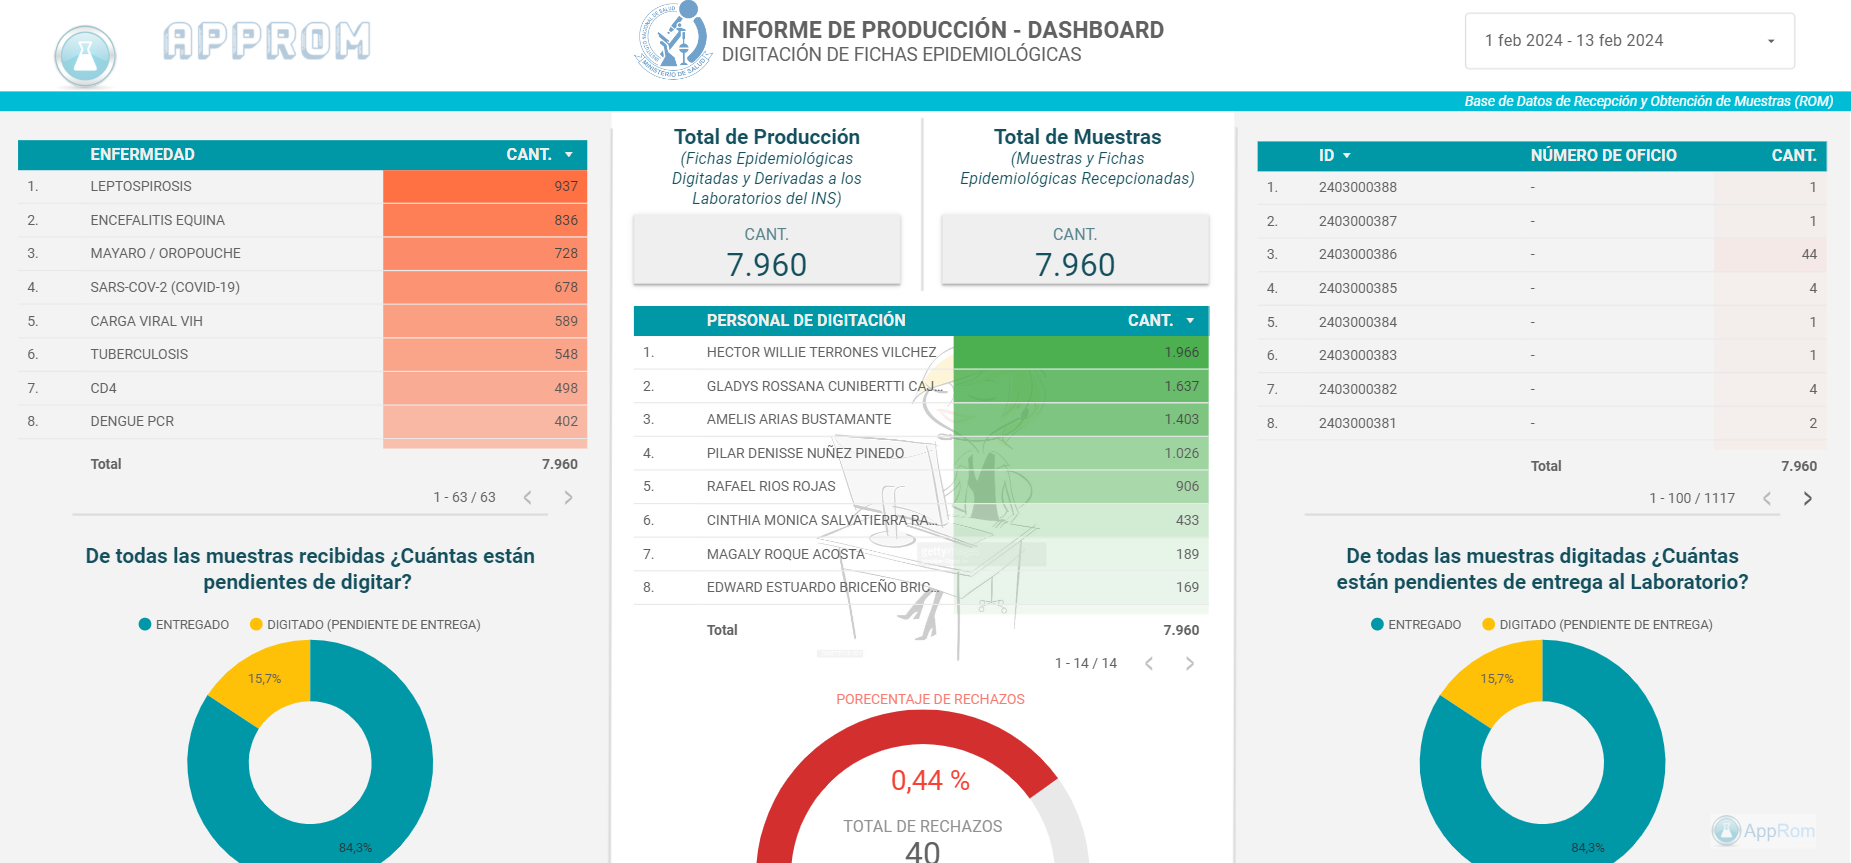 APPROM
INFORME DE PRODUCCIÓN - DASHBOARD
DIGITACIÓN DE FICHAS EPIDEMIOLÓGICAS
1 feb 2024 - 13 feb 2024
Base de Datos de Recepción y Obtención de Muestras (ROM)
ENFERMEDAD CANT.
1. LEPTOSPIROSIS 937
2. ENCEFALITIS EQUINA 836
3. MAYARO / OROPOUCHE 728
4. SARS-COV-2 (COVID-19) 678
5. CARGA VIRAL VIH 589
6. TUBERCULOSIS 548
7. CD4 498
8. DENGUE PCR 402
Total 7.960
1 - 63 / 63
De todas las muestras recibidas ¿Cuántas están
pendientes de digitar?
ENTREGADO DIGITADO (PENDIENTE DE ENTREGA)
15,7%
84,3%
Total de Producción
(Fichas Epidemiológicas
Digitadas y Derivadas a los
Laboratorios del INS)
CANT.
7.960
Total de Muestras
(Muestras y Fichas
Epidemiológicas Recepcionadas)
CANT.
7.960
PERSONAL DE DIGITACIÓN CANT.
1. HECTOR WILLIE TERRONES VILCHEZ 1.966
2. GLADYS ROSSANA CUNIBERTTI CAJ... 1.637
3. AMELIS ARIAS BUSTAMANTE 1.403
4. PILAR DENISSE NUÑEZ PINEDO 1.026
5. RAFAEL RIOS ROJAS 906
6. CINTHIA MONICA SALVATIERRA RA... 433
7. MAGALY ROQUE ACOSTA 189
8. EDWARD ESTUARDO BRICEÑO BRIC... 169
Total 7.960
1 - 14 / 14
PORECENTAJE DE RECHAZOS
0,44 %
TOTAL DE RECHAZOS
40
ID NÚMERO DE OFICIO CANT.
1. 2403000388 - 1
2. 2403000387 - 1
3. 2403000386 - 44
4. 2403000385 - 4
5. 2403000384 - 1
6. 2403000383 - 1
7. 2403000382 - 4
8. 2403000381 - 2
Total 7.960
1 - 100 / 1117
De todas las muestras digitadas ¿Cuántas
están pendientes de entrega al Laboratorio?
ENTREGADO DIGITADO (PENDIENTE DE ENTREGA)
15,7%
84,3%
AppRom